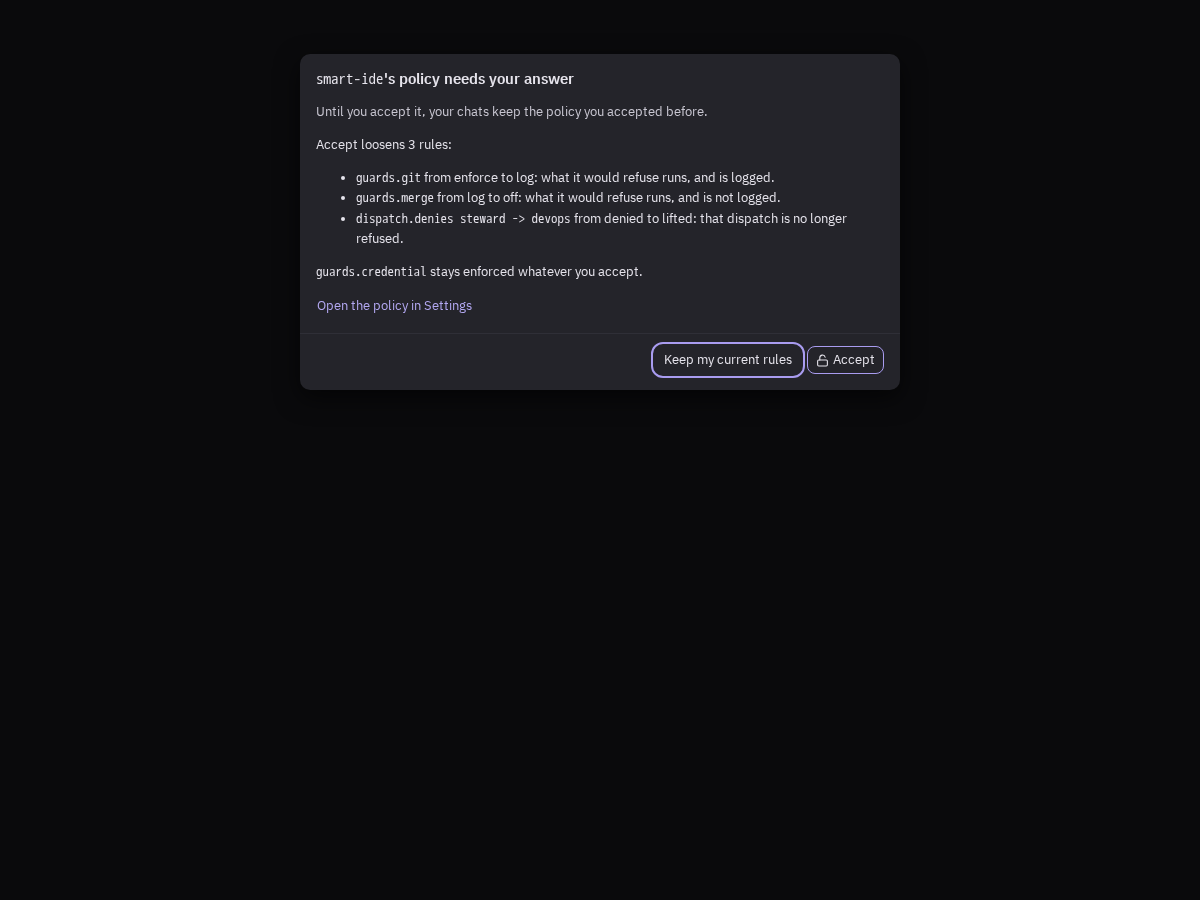 smart-ide's policy needs your answer
Until you accept it, your chats keep the policy you accepted before.
Accept loosens 3 rules:
• guards.git from enforce to log: what it would refuse runs, and is logged.
• guards.merge from log to off: what it would refuse runs, and is not logged.
• dispatch.denies steward -> devops from denied to lifted: that dispatch is no longer
refused.
guards.credential stays enforced whatever you accept.
Open the policy in Settings
Keep my current rules Accept